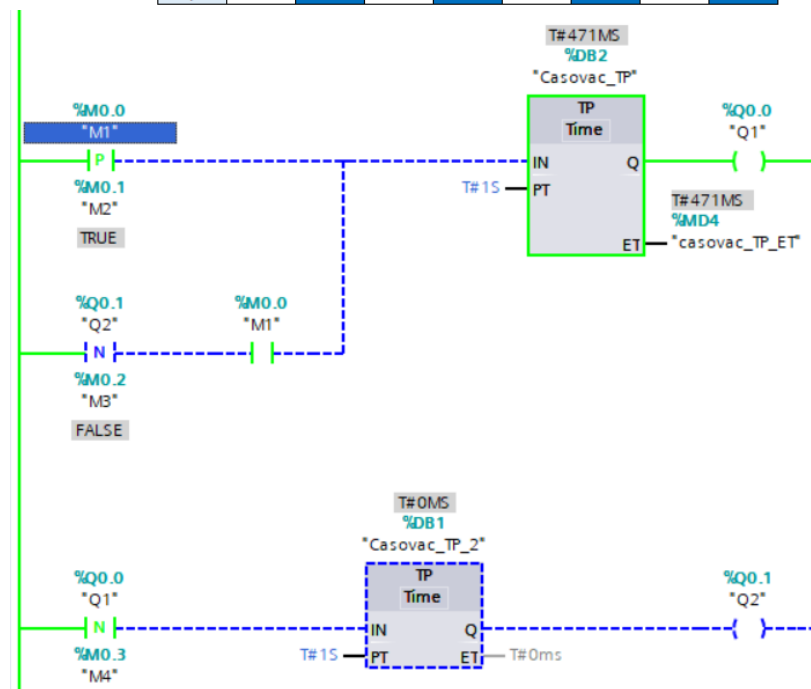 T#471MS
%DB2
"Casovac_TP"
%M0.0
"M1"
P
%M0.1
"M2"
TRUE
TP
Time
IN
Q
T#1S
PT
ET
%Q0.0
"Q1"
T#471MS
%MD4
"casovac_TP_ET"
%Q0.1
"Q2"
N
%M0.2
"M3"
FALSE
%M0.0
"M1"
T#0MS
%DB1
"Casovac_TP_2"
%Q0.0
"Q1"
N
%M0.3
"M4"
TP
Time
IN
Q
T#1S
PT
ET
T#0ms
%Q0.1
"Q2"